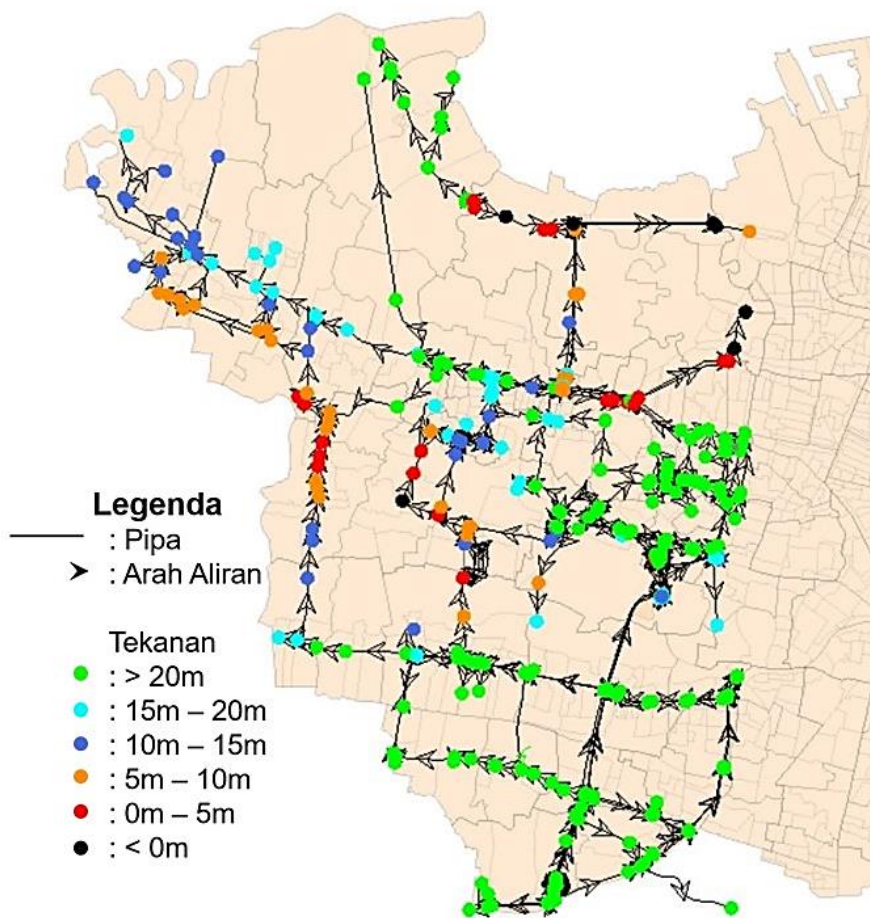 Legenda
: Pipa
: Arah Aliran
Tekanan
: > 20m
: 15m – 20m
: 10m – 15m
: 5m – 10m
: 0m – 5m
: < 0m